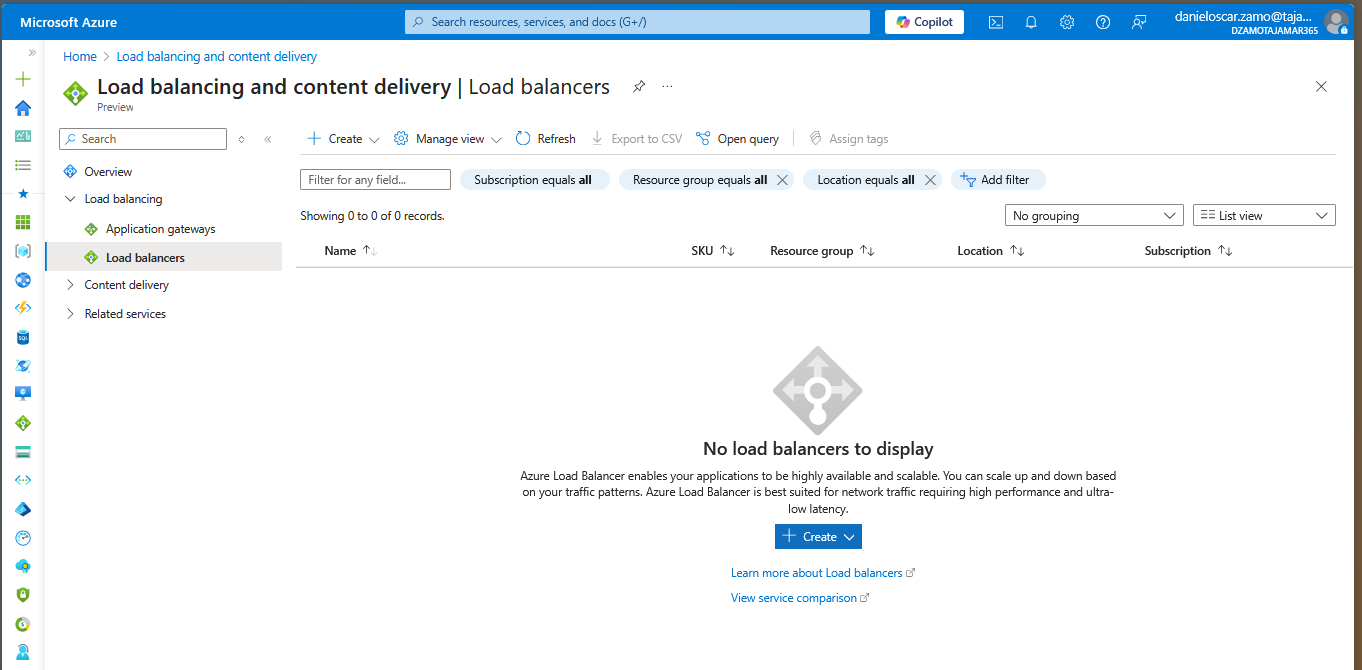 Microsoft Azure
Search resources, services, and docs (G+/)
Copilot
danieloscar.zamo@taja...
DZAMOTAJAMAR365
Home > Load balancing and content delivery
Load balancing and content delivery | Load balancers
...
Preview
Search
Overview
Load balancing
Application gateways
Load balancers
Content delivery
Related services
Create
Manage view
Refresh
Export to CSV
Open query
Assign tags
Filter for any field...
Subscription equals all
Resource group equals all
Location equals all
Add filter
Showing 0 to 0 of 0 records.
No grouping
List view
Name
SKU
Resource group
Location
Subscription
No load balancers to display
Azure Load Balancer enables your applications to be highly available and scalable. You can scale up and down based
on your traffic patterns. Azure Load Balancer is best suited for network traffic requiring high performance and ultra-
low latency.
Create
Learn more about Load balancers
View service comparison